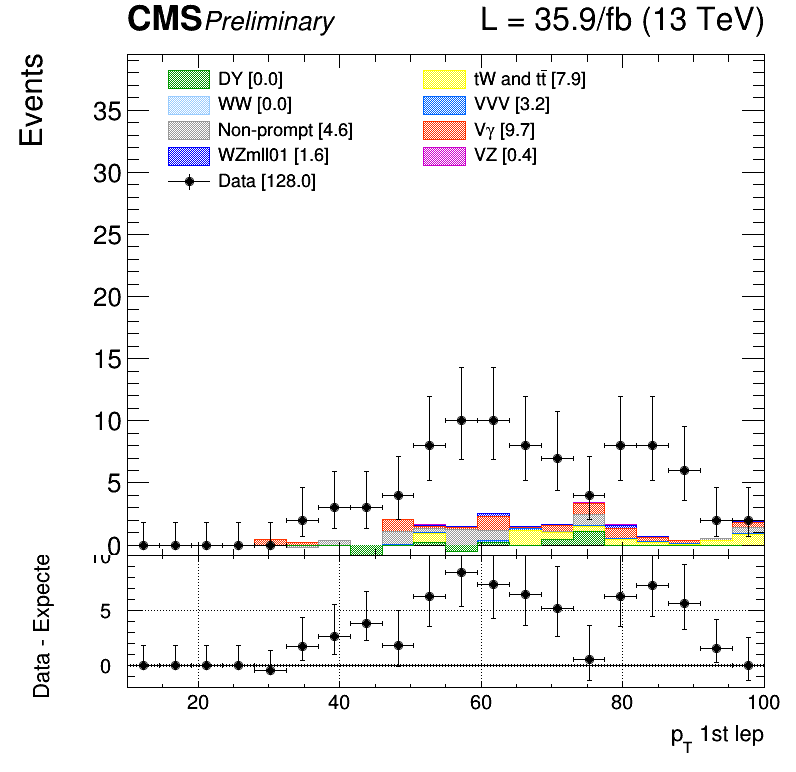 CMS Preliminary L = 35.9/fb (13 TeV)
Events
DY [0.0] tW and tt̄ [7.9]
WW [0.0] VVV [3.2]
Non-prompt [4.6] Vγ [9.7]
WZmll01 [1.6] VZ [0.4]
Data [128.0]
35
30
25
20
15
10
5
0
Data - Expecte
5
0
20 40 60 80 100
p_T 1st lep